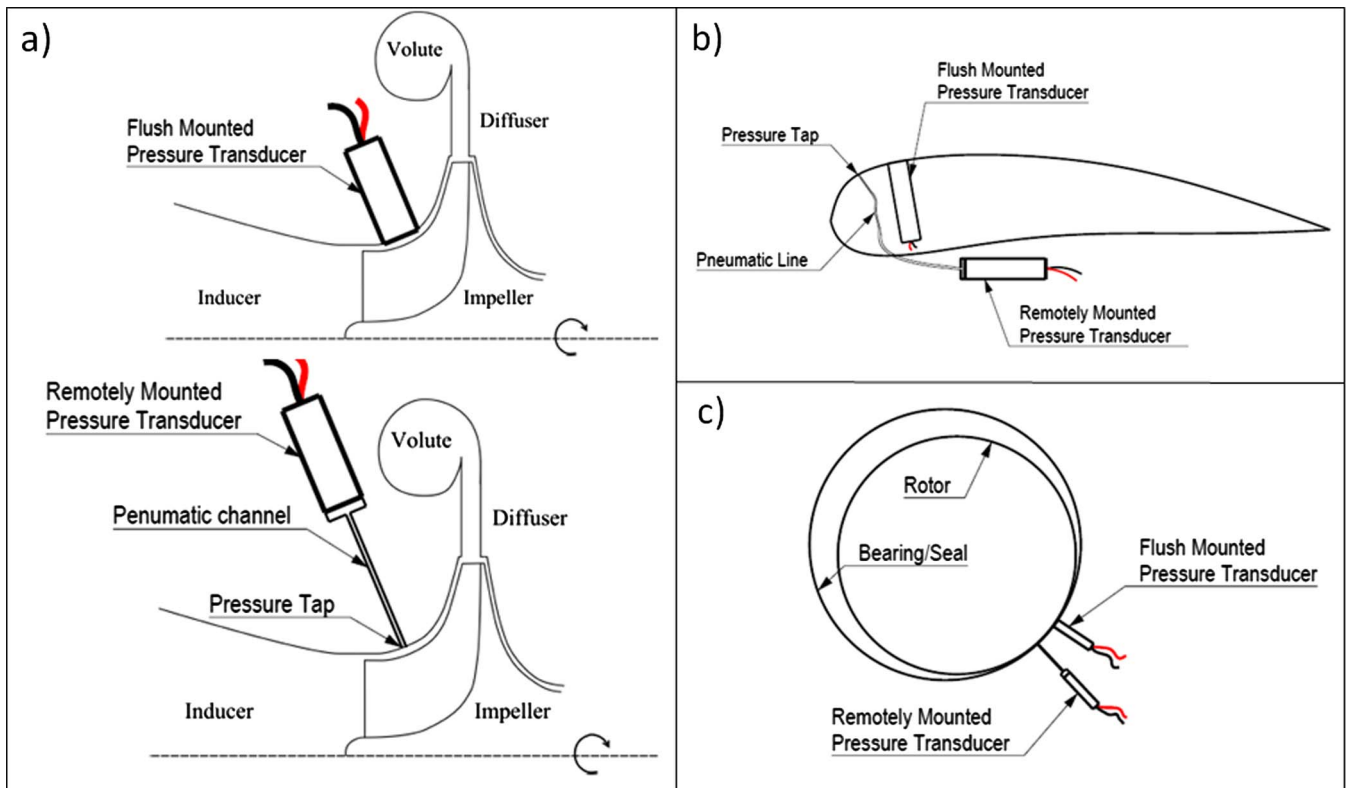 a)
Volute
Flush Mounted
Pressure Transducer
Diffuser
Inducer
Impeller
Remotely Mounted
Pressure Transducer
Volute
Penumatic channel
Diffuser
Pressure Tap
Inducer
Impeller
b)
Flush Mounted
Pressure Transducer
Pressure Tap
Pneumatic Line
Remotely Mounted
Pressure Transducer
c)
Rotor
Bearing/Seal
Flush Mounted
Pressure Transducer
Remotely Mounted
Pressure Transducer